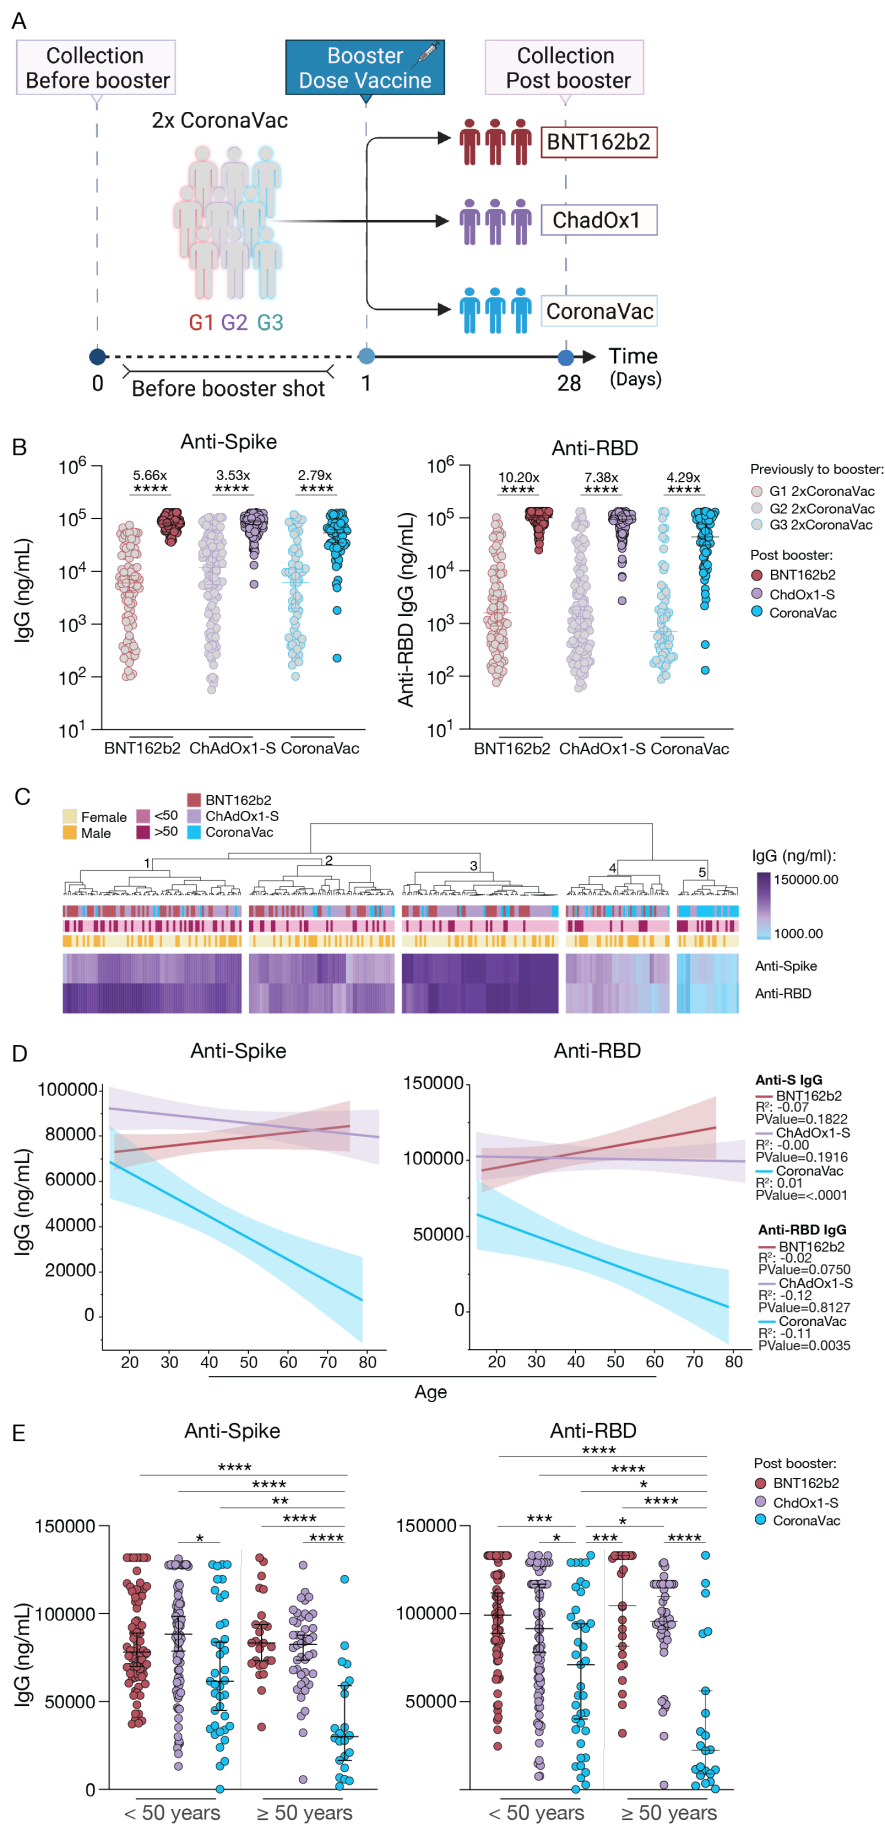 A
Collection
Before booster
Booster
Dose Vaccine
Collection
Post booster
2x CoronaVac
BNT162b2
ChadOx1
CoronaVac
G1 G2 G3
0
Before booster shot
1
28
Time
(Days)
B
Anti-Spike
IgG (ng/mL)
10⁶
10⁵
10⁴
10³
10²
10¹
5.66x
3.53x
2.79x
****
****
****
BNT162b2
ChAdOx1-S
CoronaVac
Anti-RBD
Anti-RBD IgG (ng/mL)
10⁶
10⁵
10⁴
10³
10²
10¹
10.20x
7.38x
4.29x
****
****
****
BNT162b2
ChAdOx1-S
CoronaVac
Previously to booster:
G1 2xCoronaVac
G2 2xCoronaVac
G3 2xCoronaVac
Post booster:
BNT162b2
ChdOx1-S
CoronaVac
C
Female
Male
<50
>50
BNT162b2
ChAdOx1-S
CoronaVac
1
2
3
4
5
IgG (ng/ml):
150000.00
1000.00
Anti-Spike
Anti-RBD
D
Anti-Spike
IgG (ng/mL)
100000
80000
60000
40000
20000
0
20 30 40 50 60 70 80
Anti-RBD
150000
100000
50000
0
20 30 40 50 60 70 80
Age
Anti-S IgG
BNT162b2
R²: -0.07
PValue=0.1822
ChAdOx1-S
R²: -0.00
PValue=0.1916
CoronaVac
R²: 0.01
PValue=<.0001
Anti-RBD IgG
BNT162b2
R²: -0.02
PValue=0.0750
ChAdOx1-S
R²: -0.12
PValue=0.8127
CoronaVac
R²: -0.11
PValue=0.0035
E
Anti-Spike
IgG (ng/mL)
150000
100000
50000
0
****
****
**
****
*
****
< 50 years
≥ 50 years
Anti-RBD
150000
100000
50000
****
****
*
****
***
*
*
***
****
< 50 years
≥ 50 years
Post booster:
BNT162b2
ChdOx1-S
CoronaVac